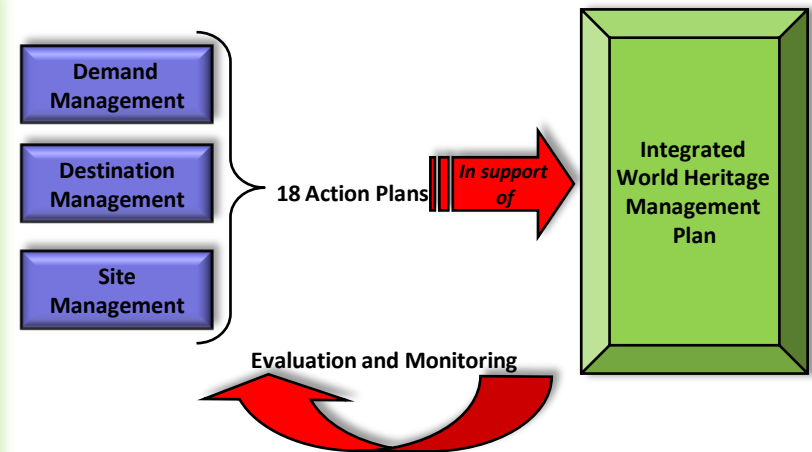 Demand
Management
Destination
Management
Site
Management
18 Action Plans
In support
of
Integrated
World Heritage
Management
Plan
Evaluation and Monitoring